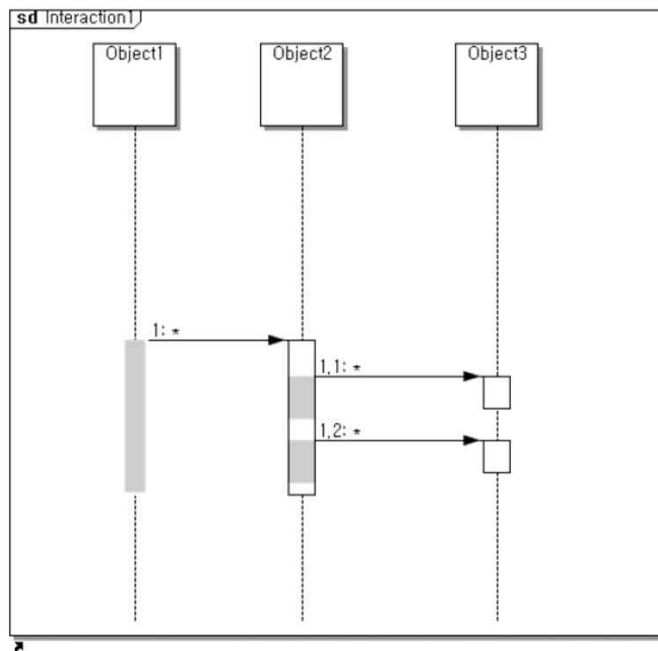 sd Interaction1
Object1 Object2 Object3
1: *
1,1: *
1,2: *